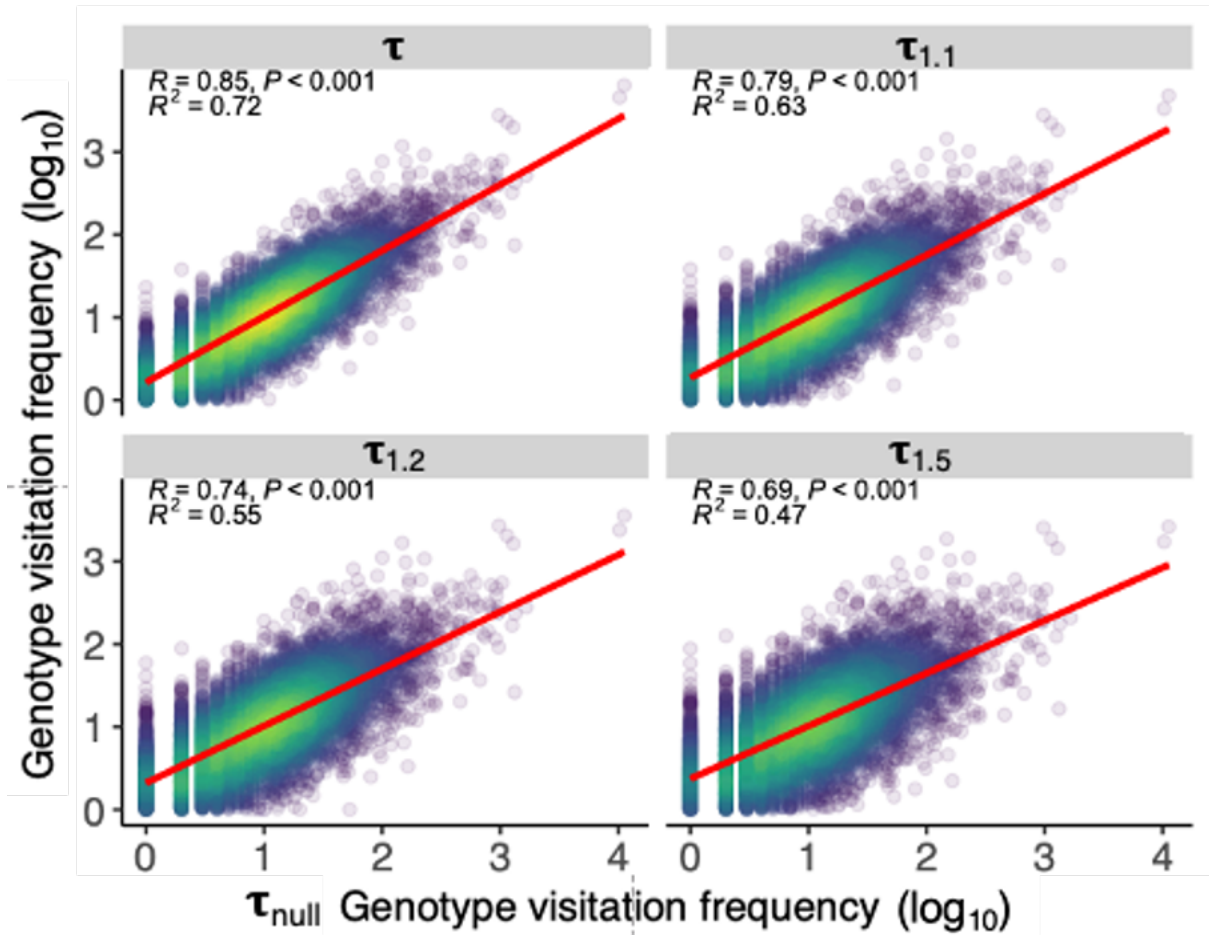 τ
R = 0.85, P < 0.001
R² = 0.72
τ₁.₁
R = 0.79, P < 0.001
R² = 0.63
3
2
1
0
τ₁.₂
R = 0.74, P < 0.001
R² = 0.55
τ₁.₅
R = 0.69, P < 0.001
R² = 0.47
3
2
1
0
0 1 2 3 4
0 1 2 3 4
Genotype visitation frequency (log₁₀)
τnull Genotype visitation frequency (log₁₀)